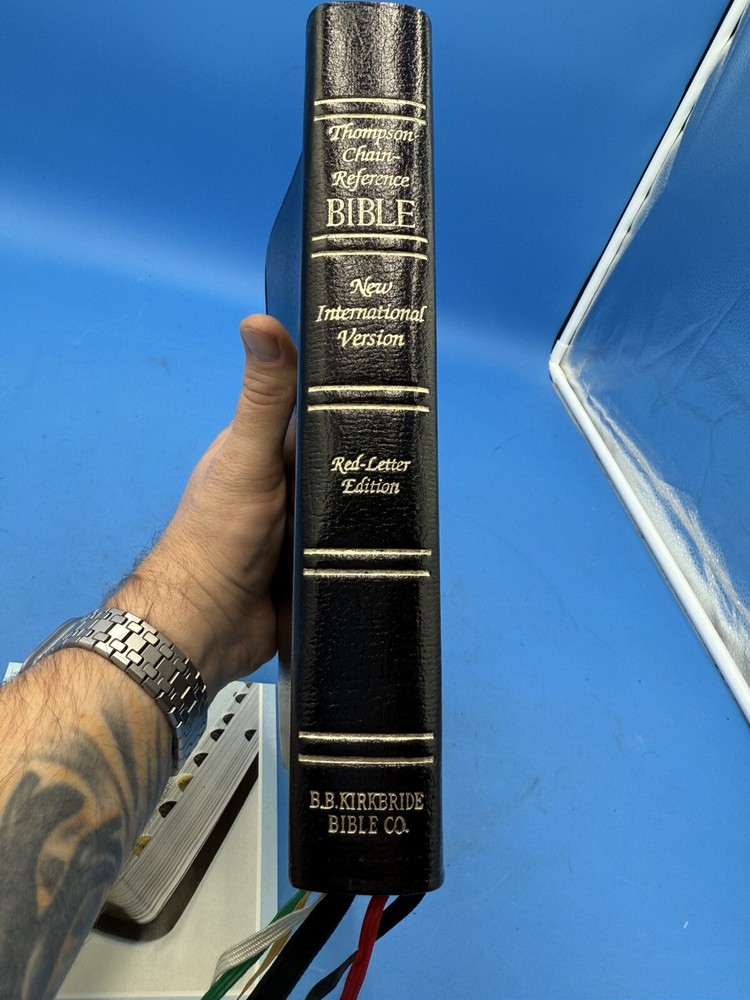 Thompson
Chain-
Reference
BIBLE
New
International
Version
Red-Letter
Edition
B.B.KIRKBRIDE
BIBLE CO.